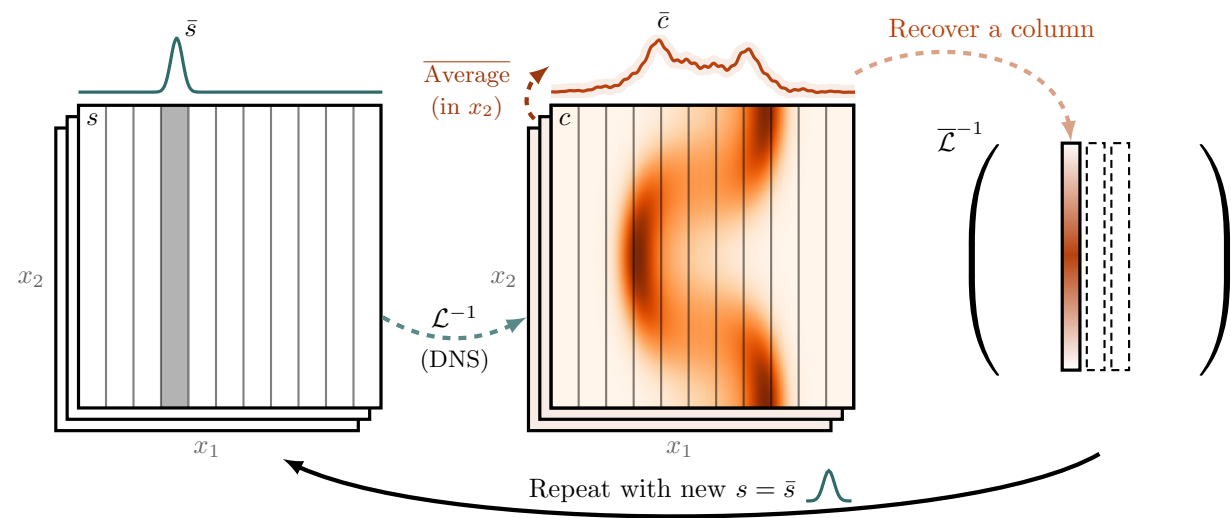 s̄
c̄
Recover a column
Average
(in x₂)
s
c
ℒ̄⁻¹
x₂
x₂
ℒ⁻¹
(DNS)
x₁
x₁
Repeat with new s = s̄